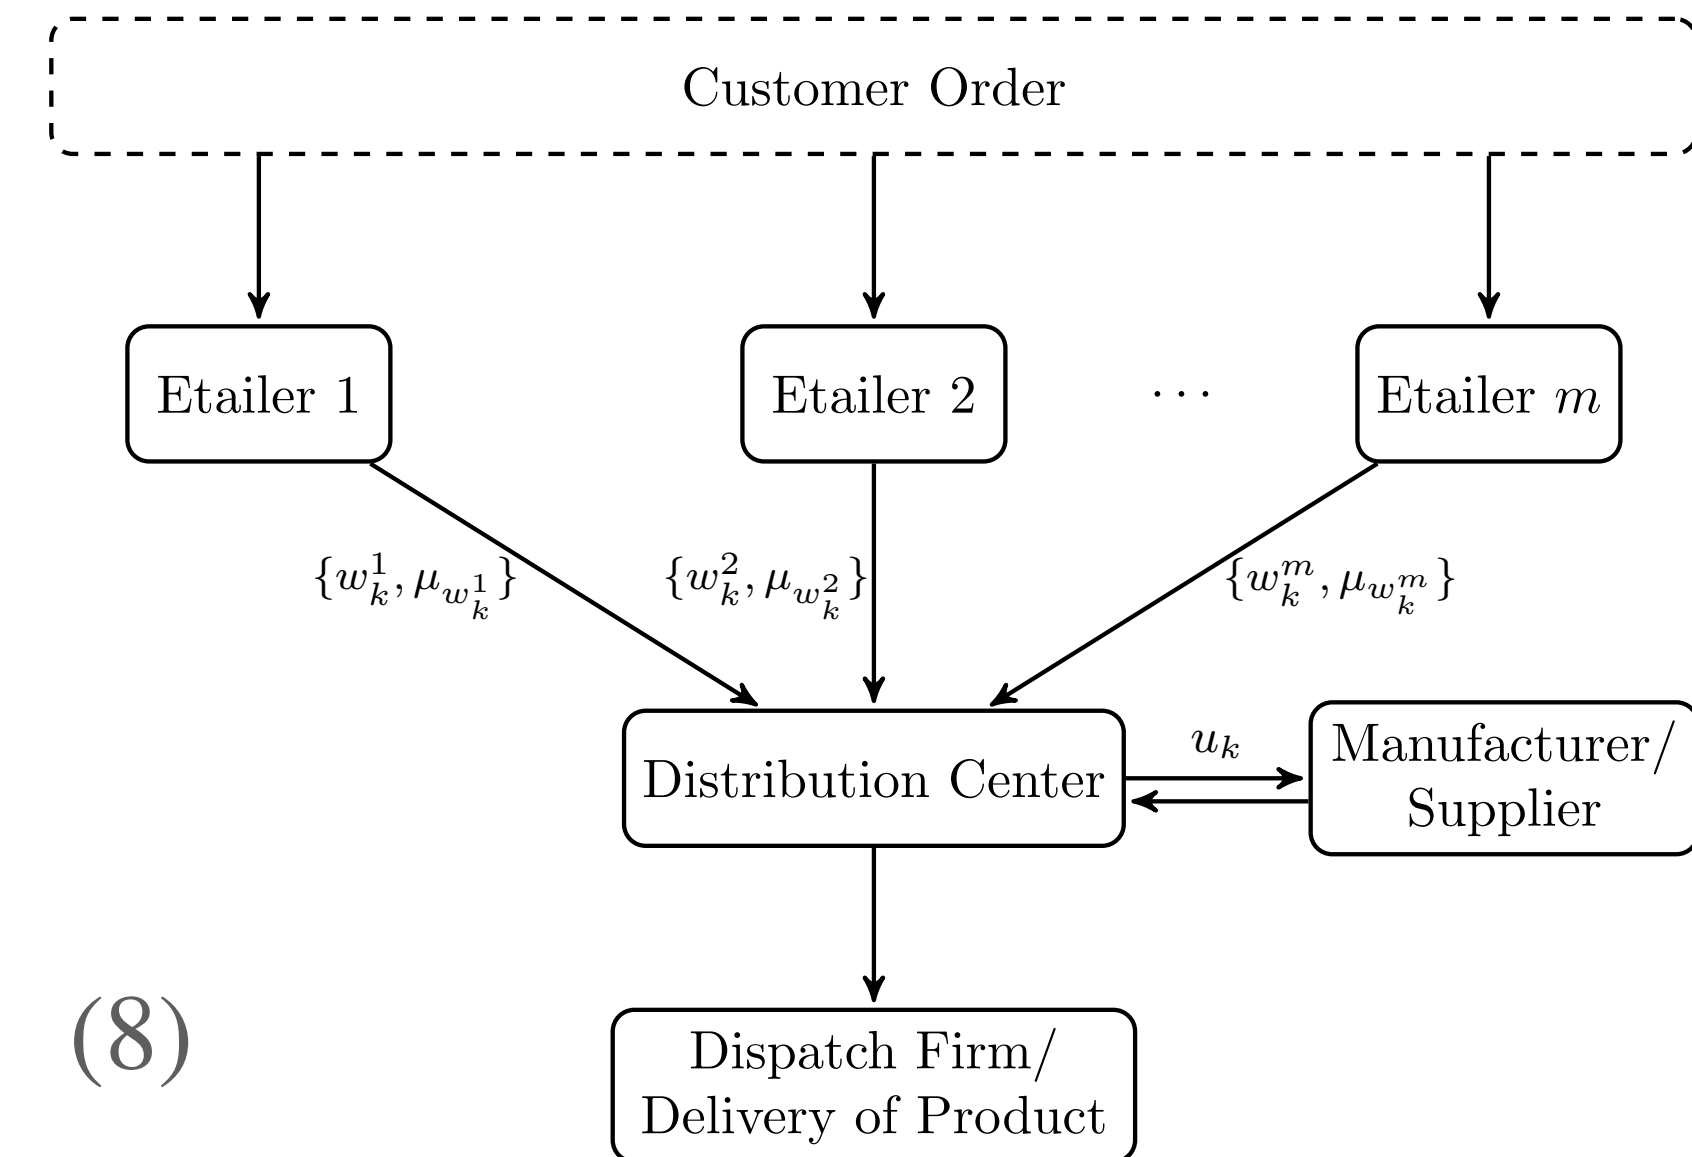 Customer Order
Etailer 1
Etailer 2
· · ·
Etailer m
{w_k^1, μ_{w_k^1}}
{w_k^2, μ_{w_k^2}}
{w_k^m, μ_{w_k^m}}
Distribution Center
u_k
Manufacturer/
Supplier
(8)
Dispatch Firm/
Delivery of Product